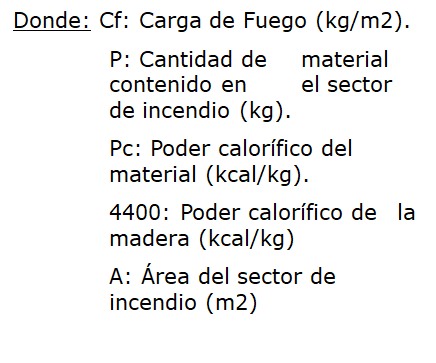 Donde: Cf: Carga de Fuego (kg/m2).
P: Cantidad de material
contenido en el sector
de incendio (kg).
Pc: Poder calorífico del
material (kcal/kg).
4400: Poder calorífico de la
madera (kcal/kg)
A: Área del sector de
incendio (m2)